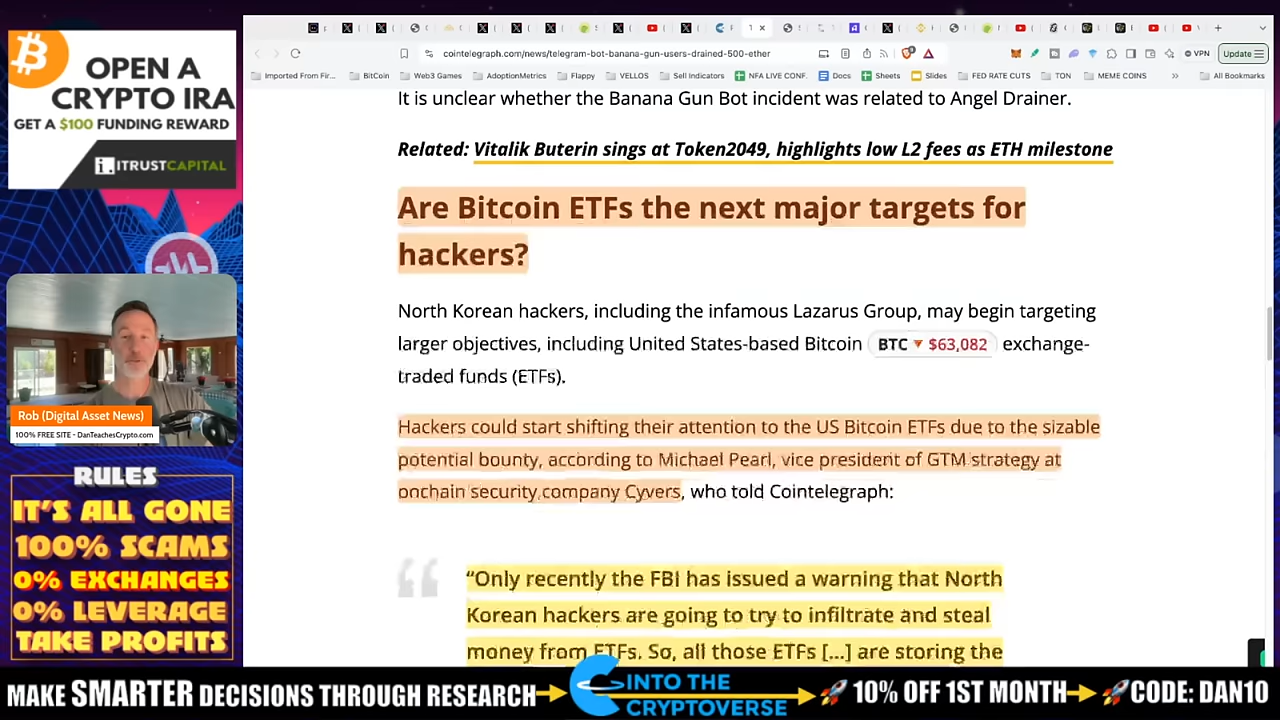 OPEN A
CRYPTO IRA
GET A $100 FUNDING REWARD
ITRUSTCAPITAL
Rob (Digital Asset News)
100% FREE SITE - DanTeachesCrypto.com
RULES
IT'S ALL GONE
100% SCAMS
0% EXCHANGES
0% LEVERAGE
TAKE PROFITS
cointelegraph.com/news/telegram-bot-banana-gun-users-drained-500-ether
VPN
Update
Imported From Fir...
BitCoin
Web3 Games
AdoptionMetrics
Flappy
VELLOS
Sell Indicators
NFA LIVE CONF.
Docs
Sheets
Slides
FED RATE CUTS
TON
MEME COINS
»
All Bookmarks
It is unclear whether the Banana Gun Bot incident was related to Angel Drainer.
Related: Vitalik Buterin sings at Token2049, highlights low L2 fees as ETH milestone
Are Bitcoin ETFs the next major targets for
hackers?
North Korean hackers, including the infamous Lazarus Group, may begin targeting
larger objectives, including United States-based Bitcoin BTC ▼ $63,082 exchange-
traded funds (ETFs).
Hackers could start shifting their attention to the US Bitcoin ETFs due to the sizable
potential bounty, according to Michael Pearl, vice president of GTM strategy at
onchain security company Cyvers, who told Cointelegraph:
“Only recently the FBI has issued a warning that North
Korean hackers are going to try to infiltrate and steal
money from ETFs. So, all those ETFs [...] are storing the
MAKE SMARTER DECISIONS THROUGH RESEARCH
INTO THE
CRYPTOVERSE
10% OFF 1ST MONTH
CODE: DAN10